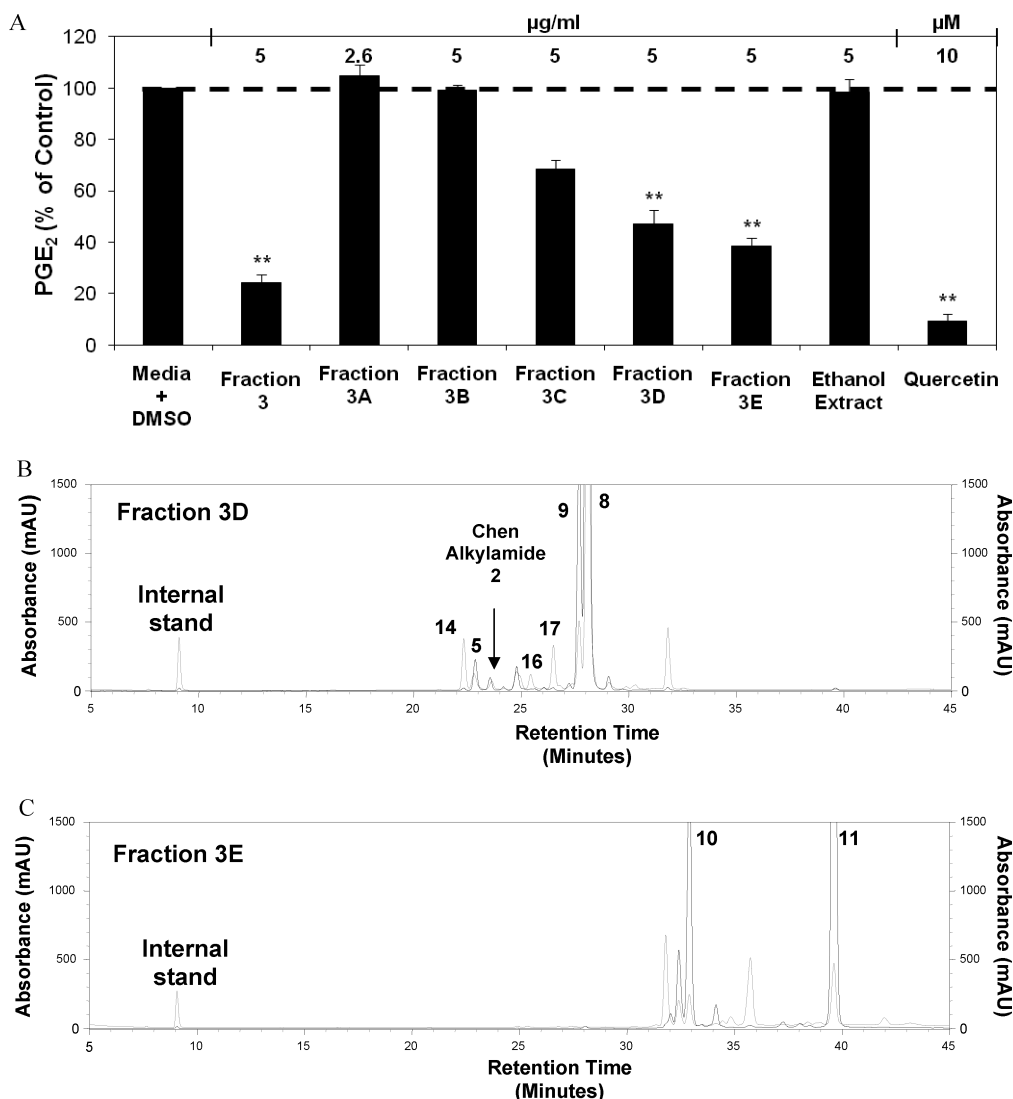 A
µg/ml
µM
5
2.6
5
5
5
5
5
10
120
100
80
60
40
20
0
PGE2 (% of Control)
**
**
**
**
Media
+
DMSO
Fraction
3
Fraction
3A
Fraction
3B
Fraction
3C
Fraction
3D
Fraction
3E
Ethanol
Extract
Quercetin
B
Fraction 3D
Absorbance (mAU)
1500
1000
500
0
Internal
stand
14
5
Chen
Alkylamide
2
16
17
9
8
1500
1000
500
0
Absorbance (mAU)
5
10
15
20
25
30
35
40
45
Retention Time
(Minutes)
C
Fraction 3E
Absorbance (mAU)
1500
1000
500
0
Internal
stand
10
11
1500
1000
500
0
Absorbance (mAU)
5
10
15
20
25
30
35
40
45
Retention Time
(Minutes)